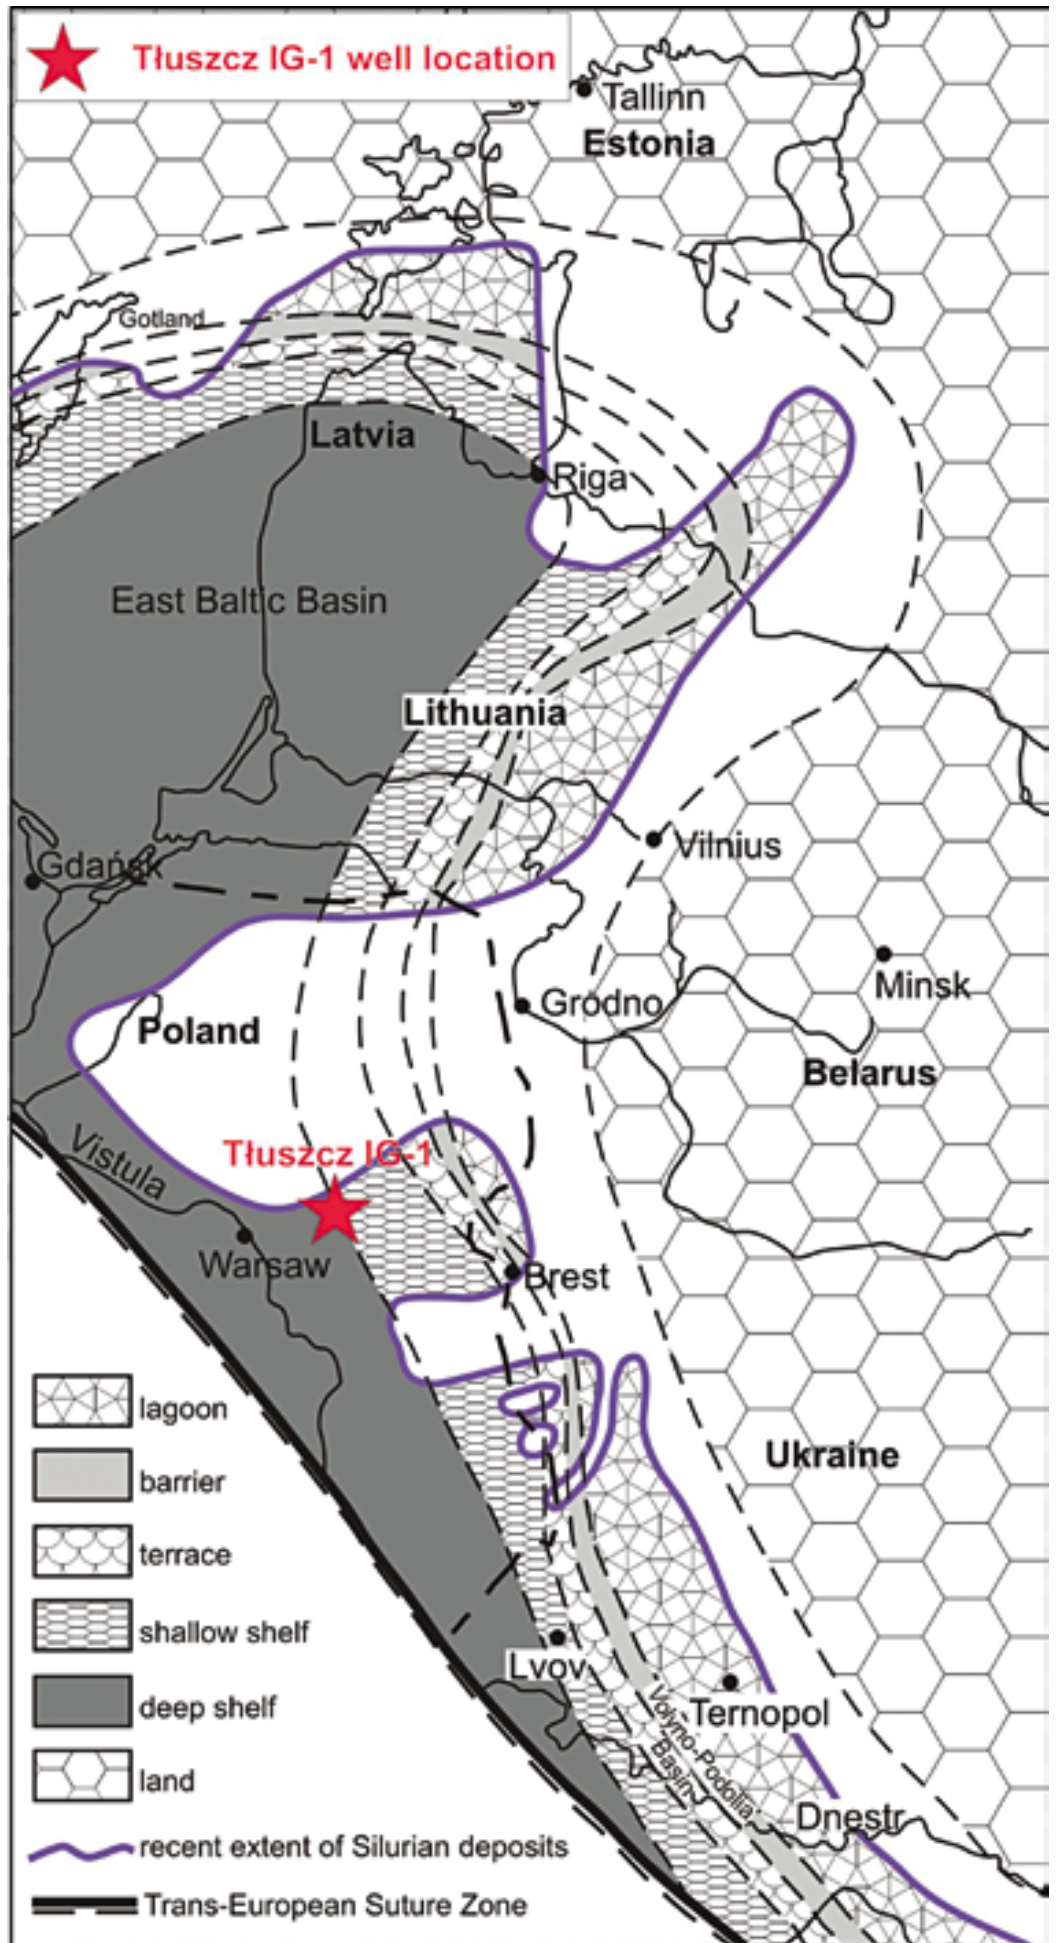 Tłuszcz IG-1 well location
Tallinn
Estonia
Gotland
Latvia
Riga
East Baltic Basin
Lithuania
Vilnius
Gdańsk
Minsk
Grodno
Poland
Belarus
Vistula
Tłuszcz IG-1
Warsaw
Brest
Ukraine
lagoon
barrier
terrace
shallow shelf
deep shelf
land
recent extent of Silurian deposits
Trans-European Suture Zone
Lvov
Ternopol
Volyno-Podolia
Basin
Dnestr